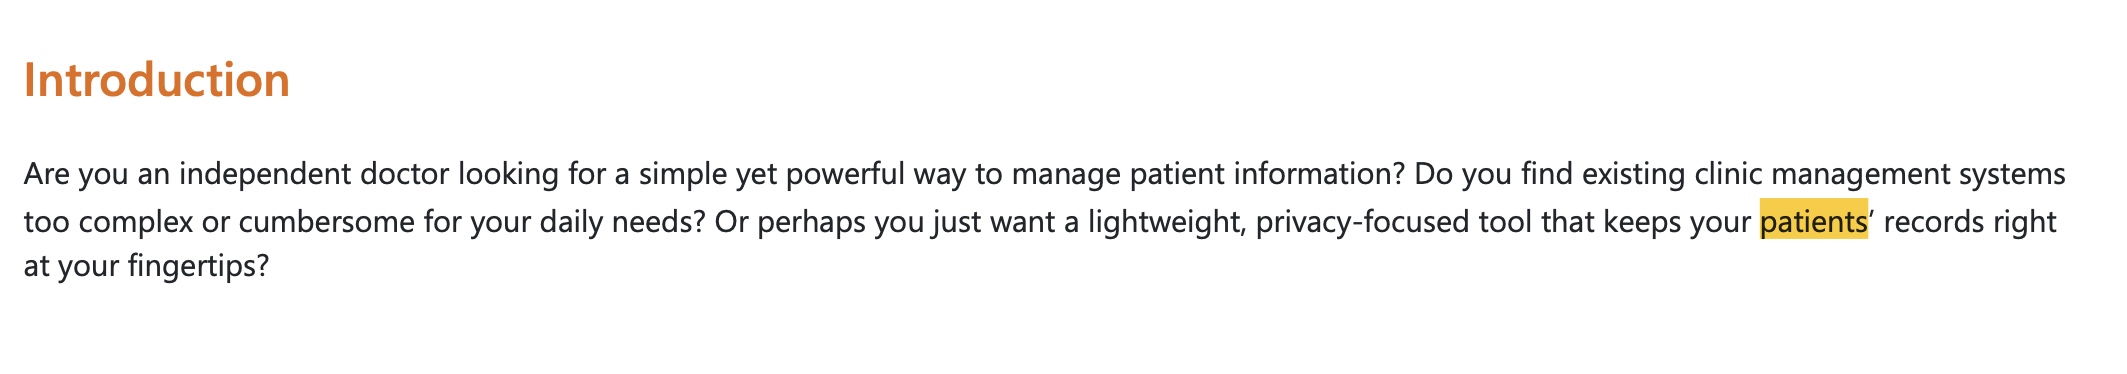 Introduction
Are you an independent doctor looking for a simple yet powerful way to manage patient information? Do you find existing clinic management systems
too complex or cumbersome for your daily needs? Or perhaps you just want a lightweight, privacy-focused tool that keeps your patients’ records right
at your fingertips?